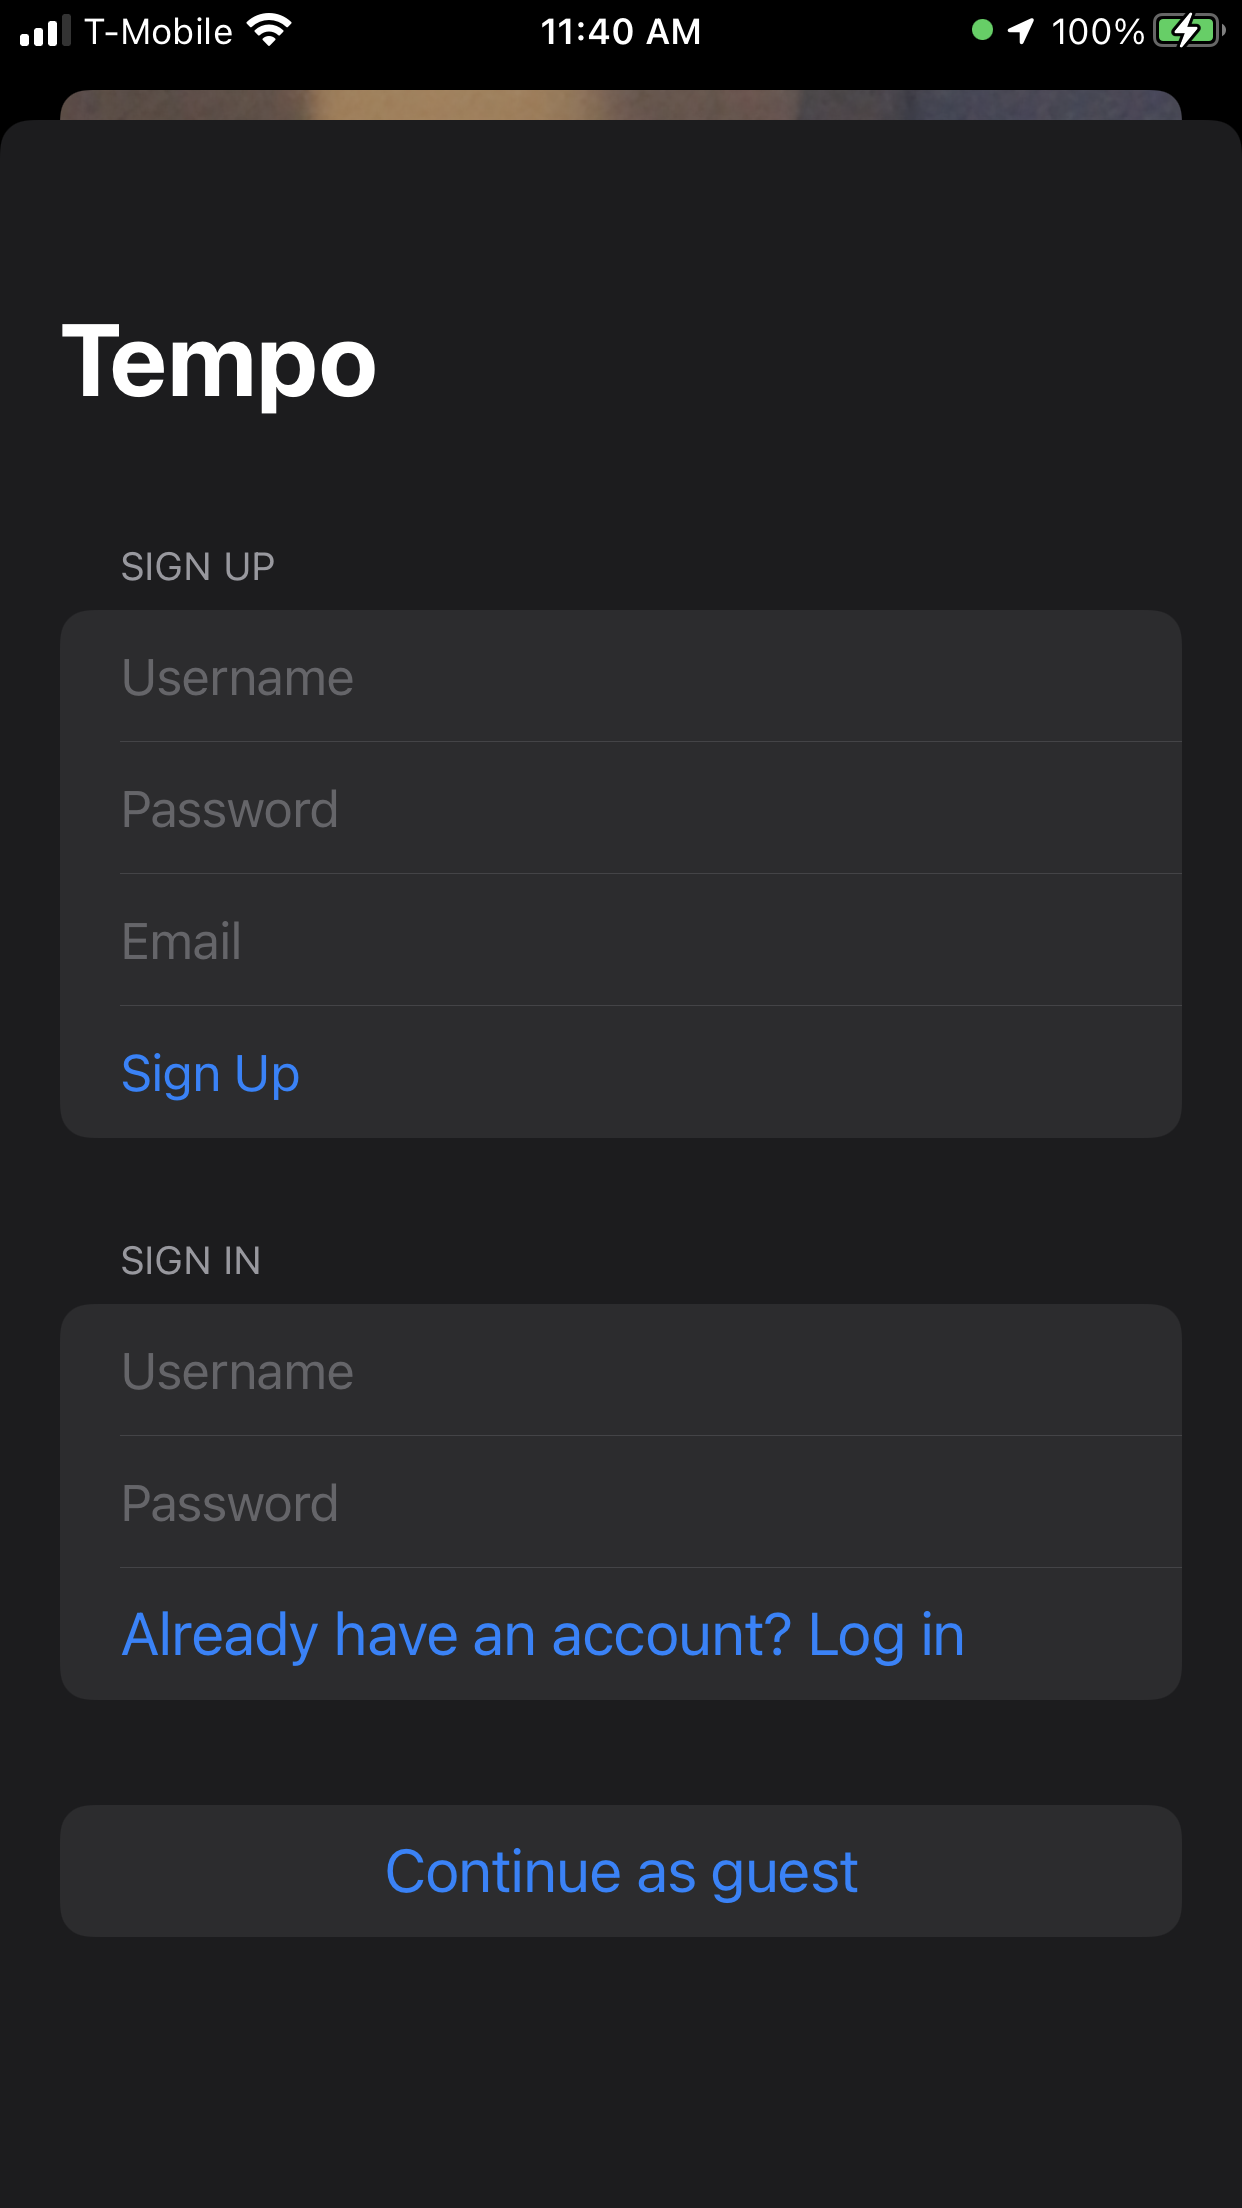 T-Mobile 11:40 AM 100%
Tempo
SIGN UP
Username
Password
Email
Sign Up
SIGN IN
Username
Password
Already have an account? Log in
Continue as guest